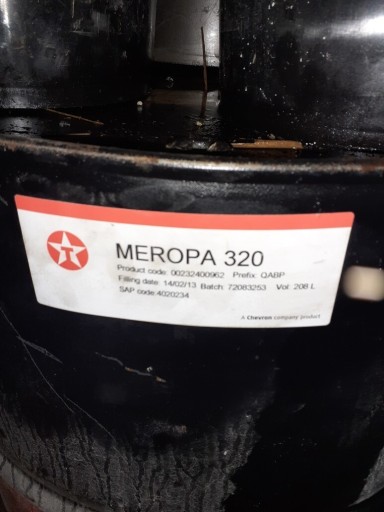 MEROPA 320
Product code: 00232400962 Prefix: QABP
Filling date: 14/02/13 Batch: 72083253 Vol: 208 L
SAP code:4020234
A Chevron company product